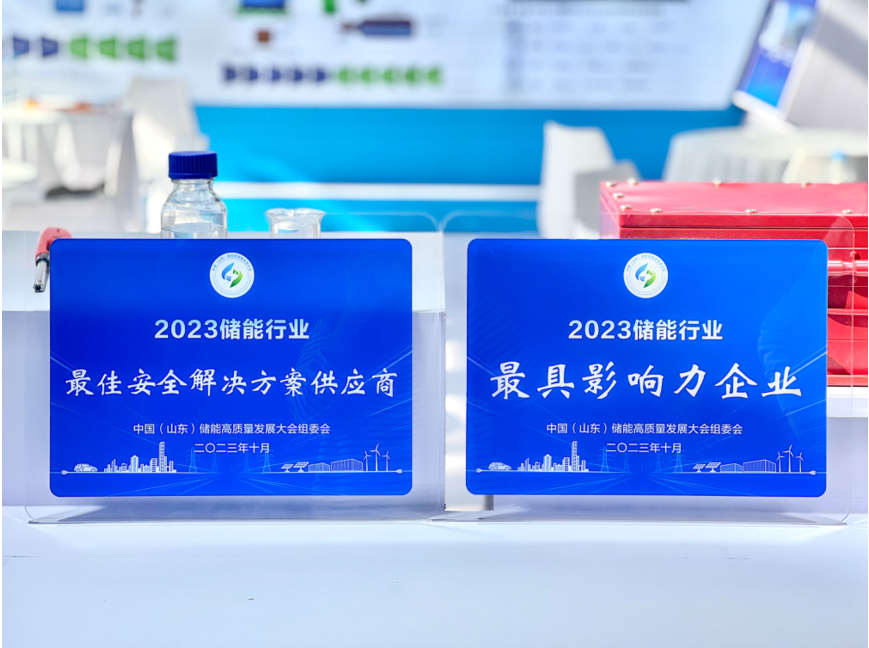 2023储能行业
最佳安全解决方案供应商
中国（山东）储能高质量发展大会组委会
二〇二三年十月
2023储能行业
最具影响力企业
中国（山东）储能高质量发展大会组委会
二〇二三年十月